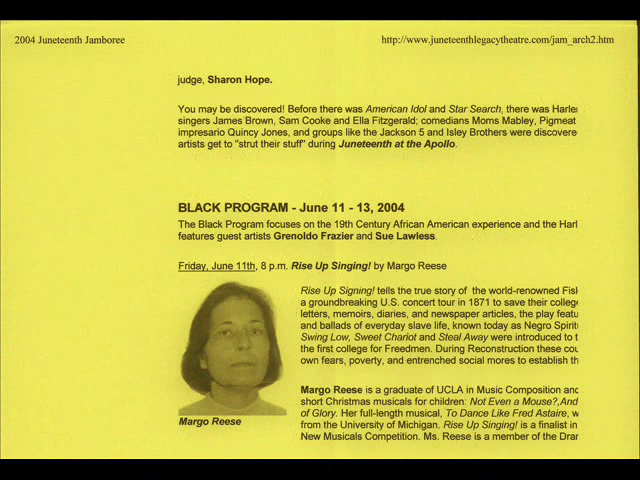 2004 Juneteenth Jamboree
http://www.juneteenthlegacytheatre.com/jam_arch2.htm
judge, Sharon Hope.
You may be discovered! Before there was American Idol and Star Search, there was Harler
singers James Brown, Sam Cooke and Ella Fitzgerald; comedians Moms Mabley, Pigmeat
impresario Quincy Jones, and groups like the Jackson 5 and Isley Brothers were discovere
artists get to "strut their stuff" during Juneteenth at the Apollo.
BLACK PROGRAM - June 11 - 13, 2004
The Black Program focuses on the 19th Century African American experience and the Harl
features guest artists Grenoldo Frazier and Sue Lawless.
Friday, June 11th, 8 p.m. Rise Up Singing! by Margo Reese
Rise Up Signing! tells the true story of the world-renowned Fisk
a groundbreaking U.S. concert tour in 1871 to save their college
letters, memoirs, diaries, and newspaper articles, the play featu
and ballads of everyday slave life, known today as Negro Spirit
Swing Low, Sweet Chariot and Steal Away were introduced to t
the first college for Freedmen. During Reconstruction these cou
own fears, poverty, and entrenched social mores to establish th
Margo Reese is a graduate of UCLA in Music Composition and
short Christmas musicals for children: Not Even a Mouse?,And
of Glory. Her full-length musical, To Dance Like Fred Astaire, w
from the University of Michigan. Rise Up Singing! is a finalist in
New Musicals Competition. Ms. Reese is a member of the Drar
Margo Reese